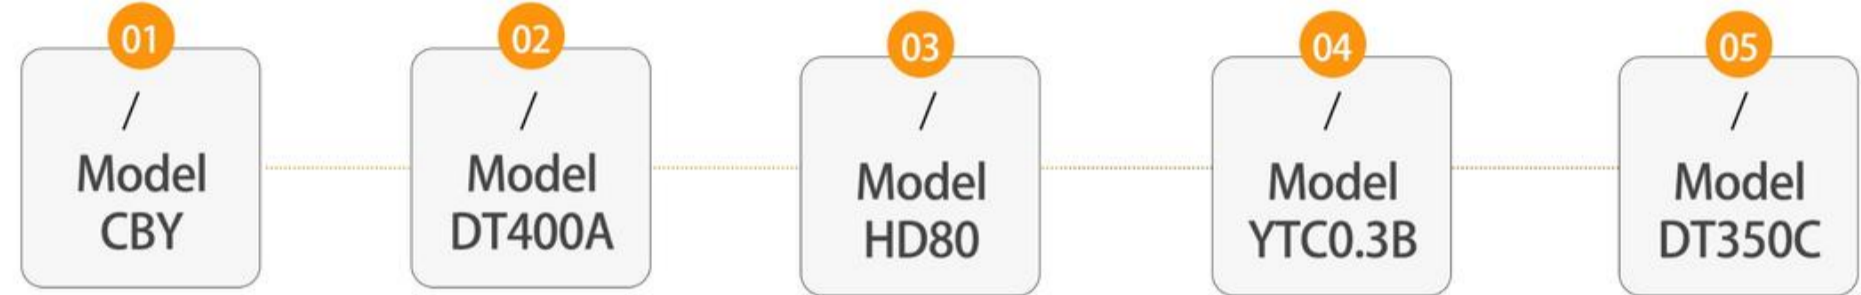 01
/
Model
CBY
02
/
Model
DT400A
03
/
Model
HD80
04
/
Model
YTC0.3B
05
/
Model
DT350C